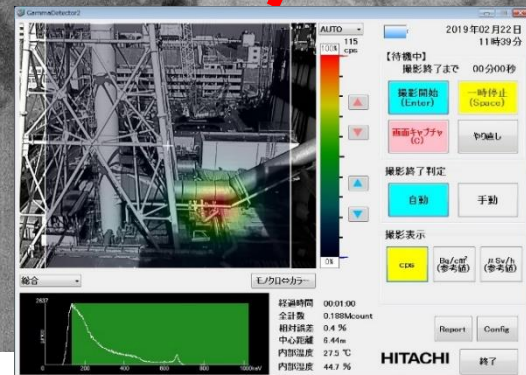 GammaDetector2
AUTO
100%
115
cps
0%
2019年02月22日
11時39分
【待機中】
撮影終了まで 00分00秒
撮影開始
(Enter)
一時停止
(Space)
画面キャプチャ
(C)
やり直し
撮影終了判定
自動
手動
撮影表示
cps
Bq/cm²
(参考値)
μSv/h
(参考値)
総合
モノクロ⇔カラー
2637
0
200
400
600
800
1000keV
経過時間 00:01:00
全計数 0.188Mcount
相対誤差 0.4 %
中心距離 6.44m
内部温度 27.5 ℃
内部湿度 44.7 %
Report
Config
HITACHI
終了